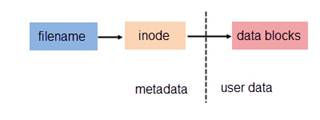 filename inode data blocks
metadata user data